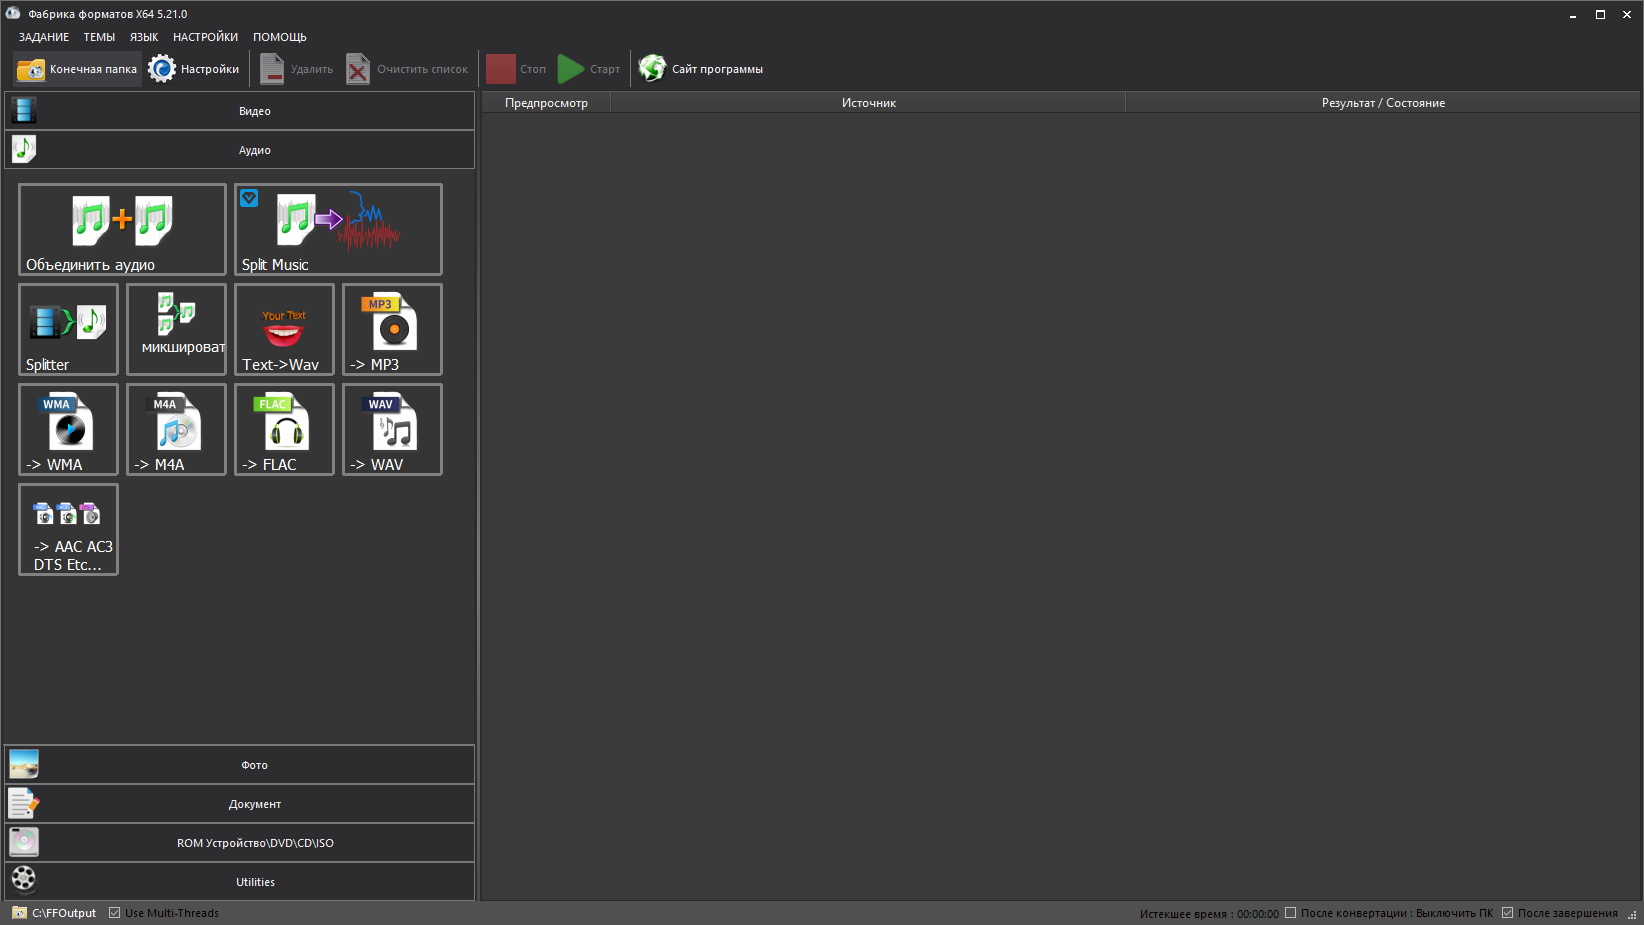 Фабрика форматов X64 5.21.0
ЗАДАНИЕ ТЕМЫ ЯЗЫК НАСТРОЙКИ ПОМОЩЬ
Конечная папка Настройки Удалить Очистить список Стоп Старт Сайт программы
Видео
Аудио
Объединить аудио
Split Music
Splitter
микшироват
Your Text
Text->Wav
MP3
-> MP3
WMA
-> WMA
M4A
-> M4A
FLAC
-> FLAC
WAV
-> WAV
-> AAC AC3
DTS Etc...
Фото
Документ
ROM Устройство\DVD\CD\ISO
Utilities
Предпросмотр Источник Результат / Состояние
C:\FFOutput Use Multi-Threads Истекшее время : 00:00:00 После конвертации : Выключить ПК После завершения